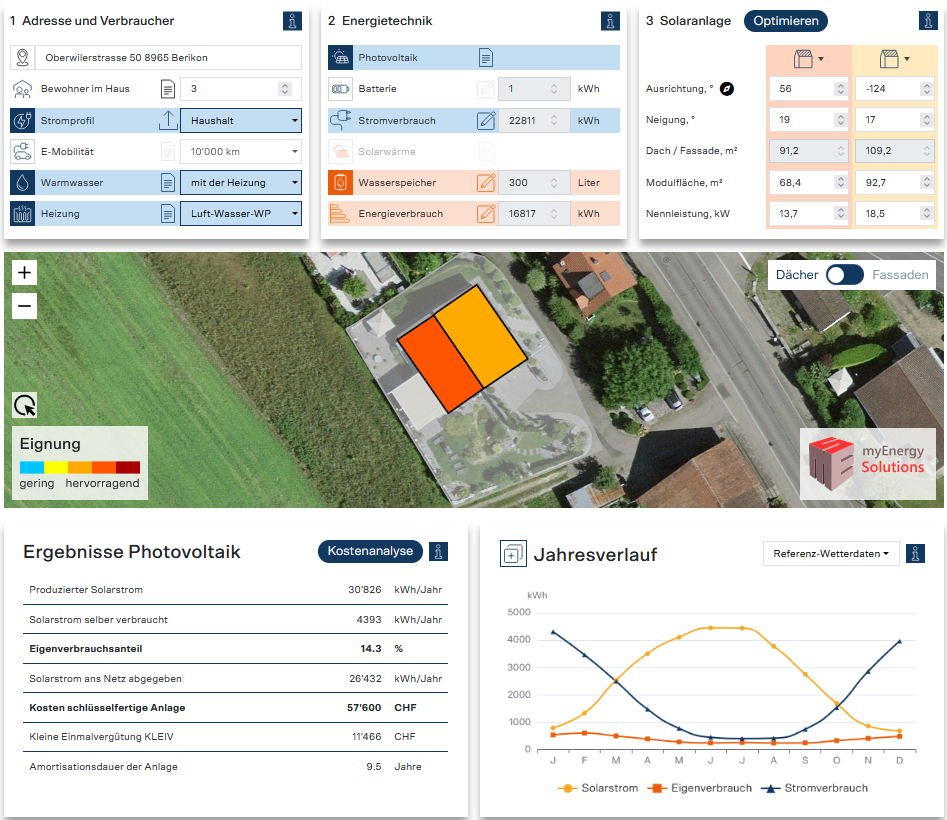 1 Adresse und Verbraucher
Oberwilerstrasse 50 8965 Berikon
Bewohner im Haus 3
Stromprofil Haushalt
E-Mobilität 10'000 km
Warmwasser mit der Heizung
Heizung Luft-Wasser-WP
2 Energietechnik
Photovoltaik
Batterie 1 kWh
Stromverbrauch 22811 kWh
Solarwärme
Wasserspeicher 300 Liter
Energieverbrauch 16817 kWh
3 Solaranlage Optimieren
Ausrichtung, ° 56 -124
Neigung, ° 19 17
Dach / Fassade, m² 91,2 109,2
Modulfläche, m² 68,4 92,7
Nennleistung, kW 13,7 18,5
+
−
Dächer Fassaden
Eignung
gering hervorragend
myEnergy
Solutions
Ergebnisse Photovoltaik Kostenanalyse
Produzierter Solarstrom 30'826 kWh/Jahr
Solarstrom selber verbraucht 4393 kWh/Jahr
Eigenverbrauchsanteil 14.3 %
Solarstrom ans Netz abgegeben 26'432 kWh/Jahr
Kosten schlüsselfertige Anlage 57'600 CHF
Kleine Einmalvergütung KLEIV 11'466 CHF
Amortisationsdauer der Anlage 9.5 Jahre
Jahresverlauf Referenz-Wetterdaten
kWh
5000
4000
3000
2000
1000
0
J F M A M J J A S O N D
Solarstrom Eigenverbrauch Stromverbrauch